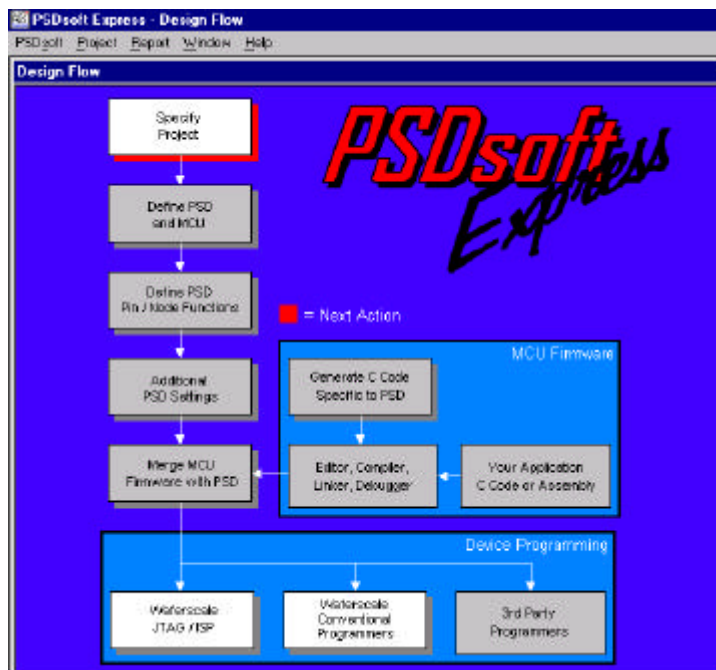 PSDsoft Express - Design Flow
PSDsoft Project Report Window Help
Design Flow
Specify
Project
PSDsoft
Express
Define PSD
and MCU
Define PSD
Pin / Node Functions
= Next Action
MCU Firmware
Additional
PSD Settings
Generate C Code
Specific to PSD
Merge MCU
Firmware with PSD
Editor, Compiler,
Linker, Debugger
Your Application
C Code or Assembly
Device Programming
Waferscale
JTAG / ISP
Waferscale
Conventional
Programmers
3rd Party
Programmers